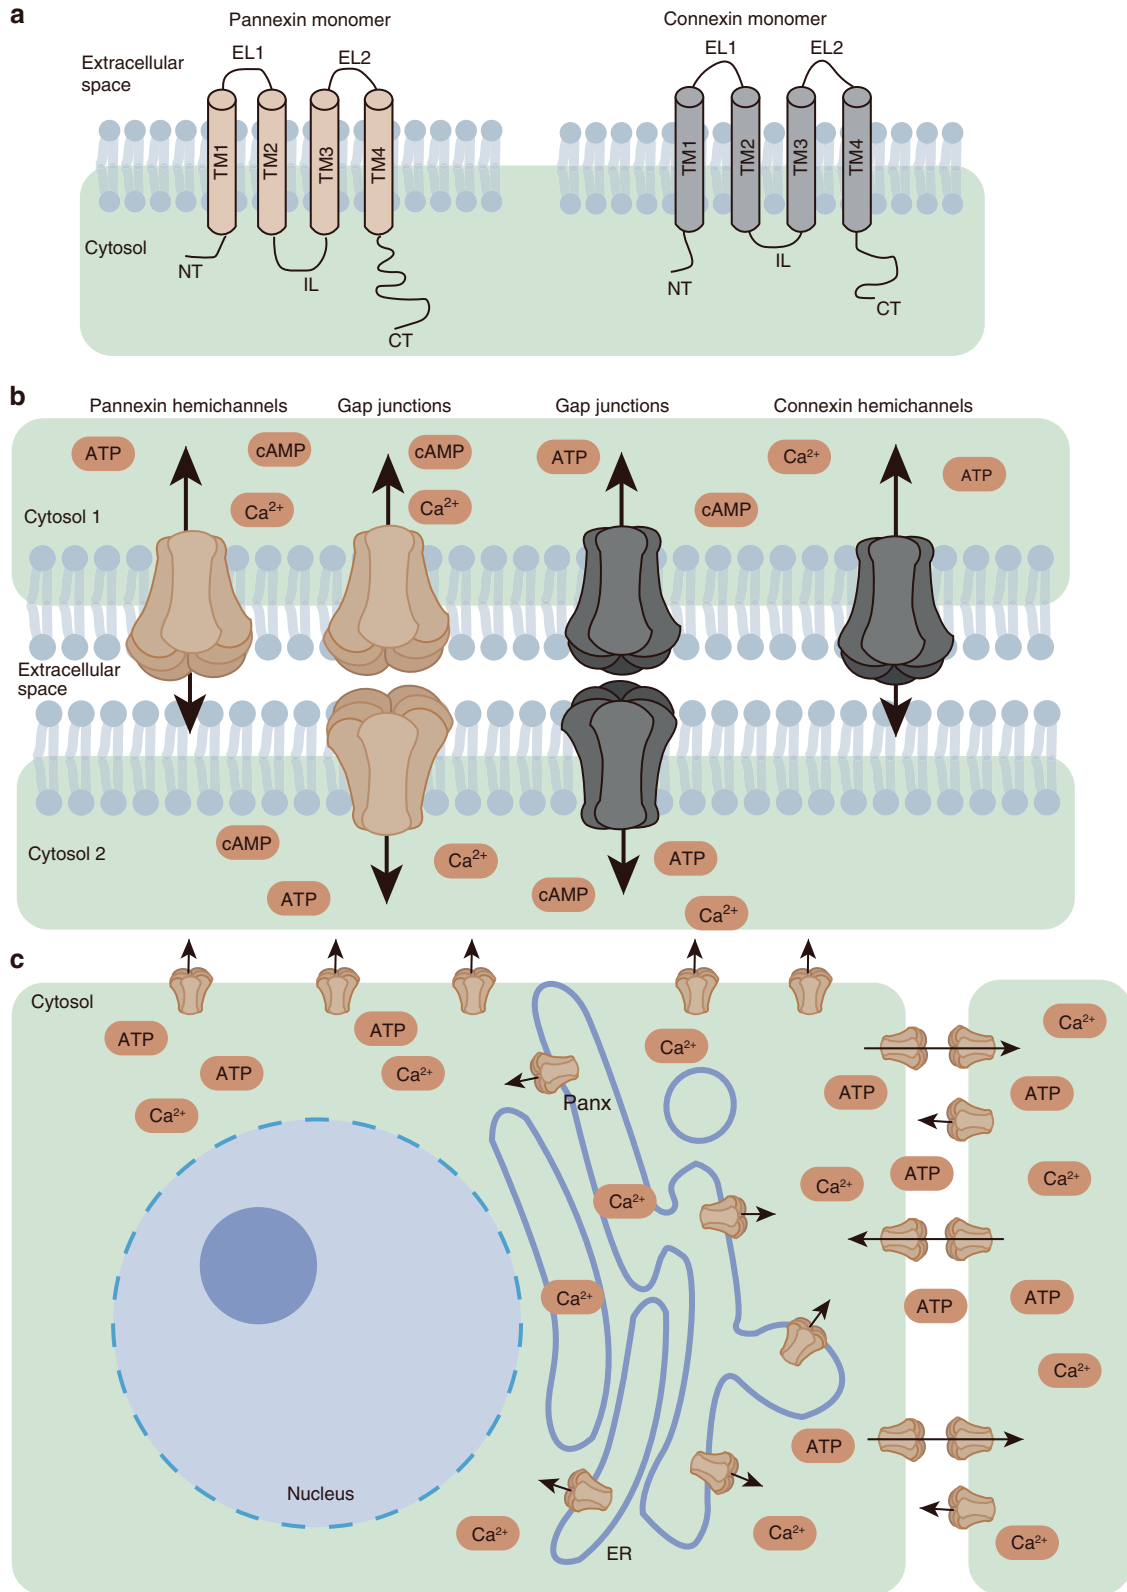 a
Pannexin monomer
Connexin monomer
Extracellular
space
EL1
EL2
EL1
EL2
TM1
TM2
TM3
TM4
TM1
TM2
TM3
TM4
Cytosol
NT
IL
CT
NT
IL
CT
b
Pannexin hemichannels
Gap junctions
Gap junctions
Connexin hemichannels
ATP
cAMP
cAMP
ATP
Ca²⁺
ATP
Cytosol 1
Ca²⁺
Ca²⁺
cAMP
Extracellular
space
Cytosol 2
cAMP
Ca²⁺
ATP
ATP
cAMP
Ca²⁺
c
Cytosol
ATP
ATP
Ca²⁺
Ca²⁺
ATP
Ca²⁺
Ca²⁺
Panx
ATP
ATP
Ca²⁺
Ca²⁺
ATP
Ca²⁺
Ca²⁺
ATP
ATP
Ca²⁺
ATP
Nucleus
Ca²⁺
ER
Ca²⁺
Ca²⁺